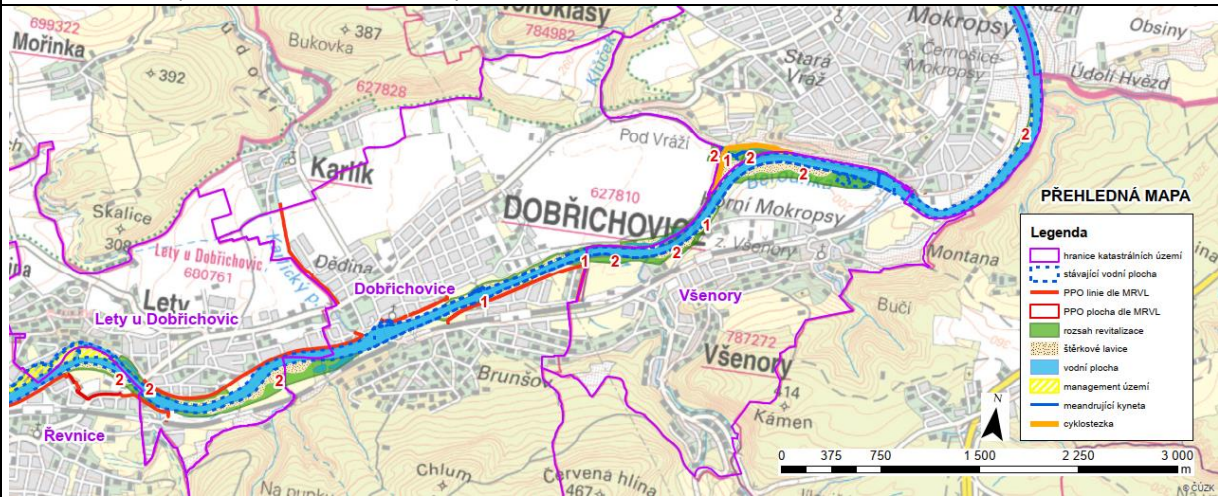 699322
Mořinka
Bukovka
387
392
784982
Klůček
627828
Mokropsy
Obsiny
Stará
Vráž
Černošice-
Mokropsy
Údolí Hvězd
Karlík
Pod Vráží
627810
DOBŘICHOVIC
Skalice
308
Lety u Dobřichovic
600761
Dědina
Dobřichovice
Lety
Lety u Dobřichovic
Horní Mokropsy
z. Všenory
Všenory
Montana
Bučí
787272
Všenory
414
Kámen
Brunšov
Řevnice
Chlum
Červená hlína
467
2
1
2
2
2
1
1
2
2
1
2
2
2
PŘEHLEDNÁ MAPA
Legenda
hranice katastrálních území
stávající vodní plocha
PPO linie dle MRVL
PPO plocha dle MRVL
rozsah revitalizace
štěrkové lavice
vodní plocha
management území
meandrující kyneta
cyklostezka
N
0 375 750 1 500 2 250 3 000
m
© ČÚZK